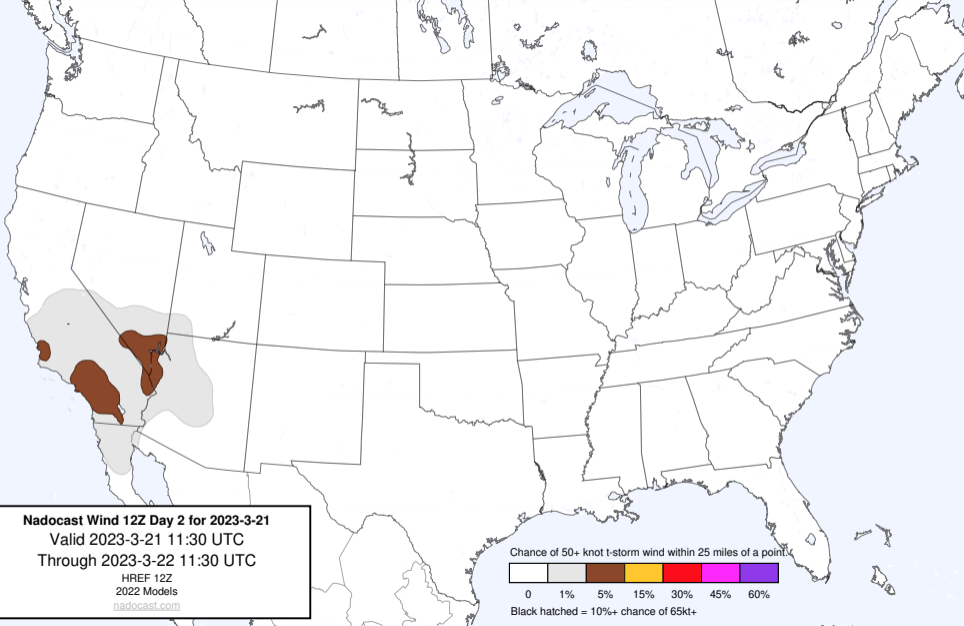 Nadocast Wind 12Z Day 2 for 2023-3-21
Valid 2023-3-21 11:30 UTC
Through 2023-3-22 11:30 UTC
HREF 12Z
2022 Models
nadocast.com
Chance of 50+ knot t-storm wind within 25 miles of a point.
0 1% 5% 15% 30% 45% 60%
Black hatched = 10%+ chance of 65kt+